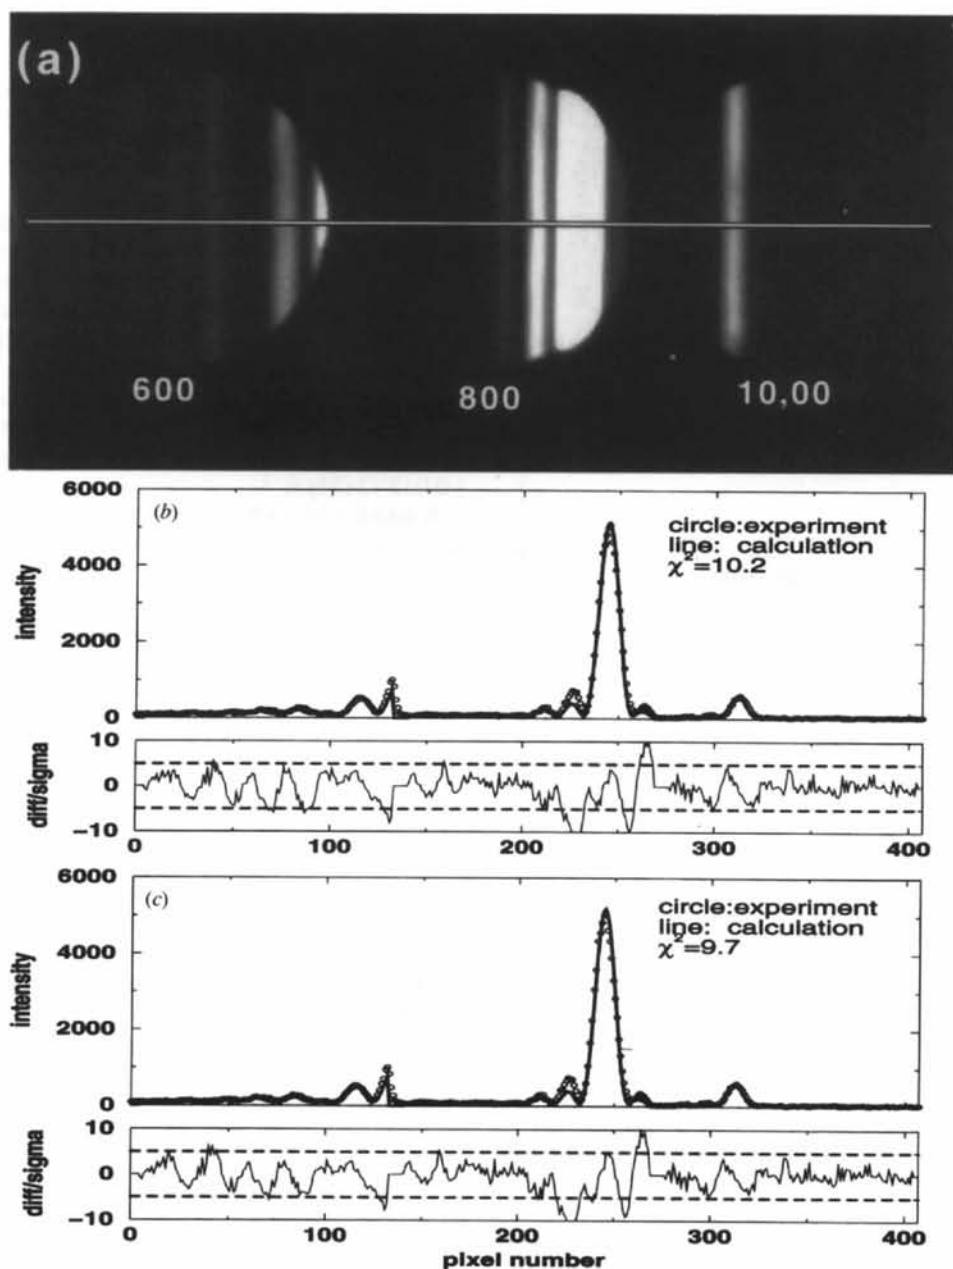 (a)
600 800 10,00
(b)
circle:experiment
line: calculation
χ²=10.2
intensity
6000
4000
2000
0
diff/sigma
10
0
−10
0 100 200 300 400
(c)
circle:experiment
line: calculation
χ²=9.7
intensity
6000
4000
2000
0
diff/sigma
10
0
−10
0 100 200 300 400
pixel number